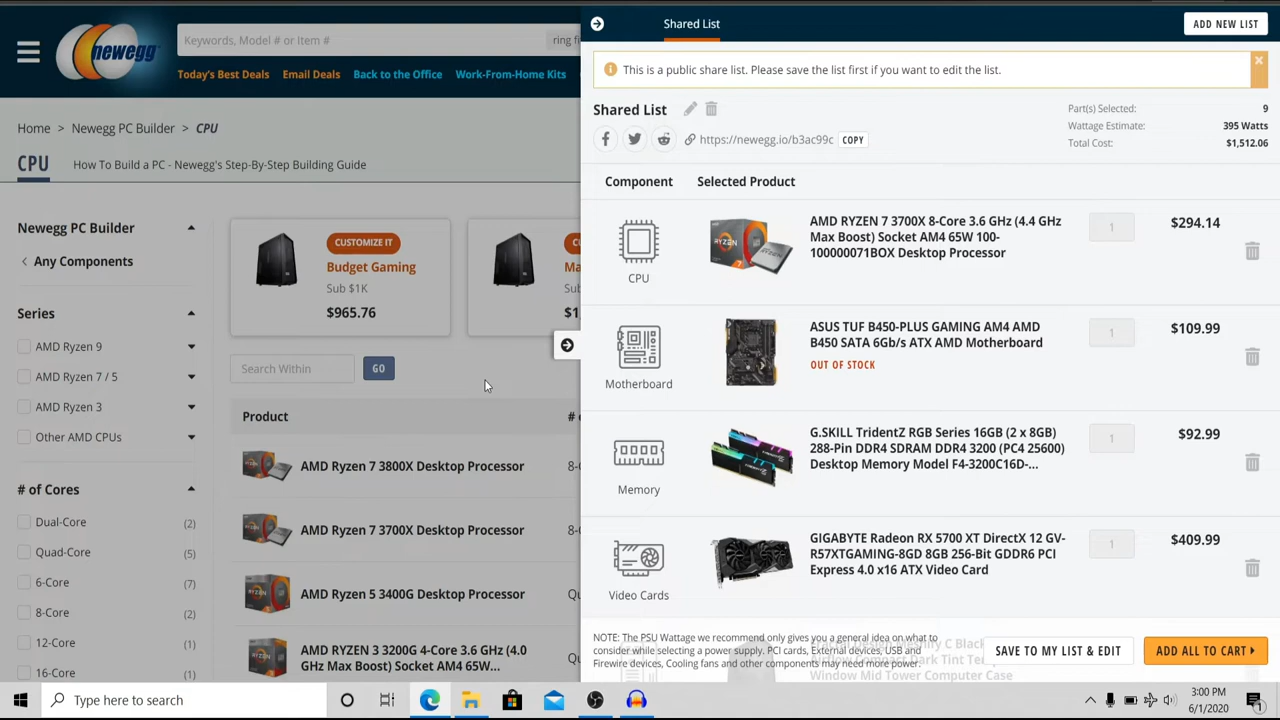 newegg
Keywords, Model # or Item #
ring fi
Today's Best Deals
Email Deals
Back to the Office
Work-From-Home Kits
Home > Newegg PC Builder > CPU
CPU
How To Build a PC - Newegg's Step-By-Step Building Guide
Newegg PC Builder
Any Components
Series
AMD Ryzen 9
AMD Ryzen 7 / 5
AMD Ryzen 3
Other AMD CPUs
# of Cores
Dual-Core (2)
Quad-Core (5)
6-Core (7)
8-Core (2)
12-Core (1)
16-Core (1)
CUSTOMIZE IT
Budget Gaming
Sub $1K
$965.76
CU
Ma
Sub
$1
Search Within
GO
Product
# o
AMD Ryzen 7 3800X Desktop Processor
8-
AMD Ryzen 7 3700X Desktop Processor
8-
AMD Ryzen 5 3400G Desktop Processor
Qu
AMD RYZEN 3 3200G 4-Core 3.6 GHz (4.0
GHz Max Boost) Socket AM4 65W...
Qu
Shared List
ADD NEW LIST
This is a public share list. Please save the list first if you want to edit the list.
Shared List
https://newegg.io/b3ac99c
COPY
Part(s) Selected: 9
Wattage Estimate: 395 Watts
Total Cost: $1,512.06
Component
Selected Product
CPU
AMD RYZEN 7 3700X 8-Core 3.6 GHz (4.4 GHz
Max Boost) Socket AM4 65W 100-
100000071BOX Desktop Processor
1
$294.14
Motherboard
ASUS TUF B450-PLUS GAMING AM4 AMD
B450 SATA 6Gb/s ATX AMD Motherboard
OUT OF STOCK
1
$109.99
Memory
G.SKILL TridentZ RGB Series 16GB (2 x 8GB)
288-Pin DDR4 SDRAM DDR4 3200 (PC4 25600)
Desktop Memory Model F4-3200C16D-...
1
$92.99
Video Cards
GIGABYTE Radeon RX 5700 XT DirectX 12 GV-
R57XTGAMING-8GD 8GB 256-Bit GDDR6 PCI
Express 4.0 x16 ATX Video Card
1
$409.99
NOTE: The PSU Wattage we recommend only gives you a general idea on what to
consider while selecting a power supply. PCI cards, External devices, USB and
Firewire devices, Cooling fans and other components may need more power.
Window Mid Tower Computer Case
SAVE TO MY LIST & EDIT
ADD ALL TO CART
Type here to search
3:00 PM
6/1/2020
1